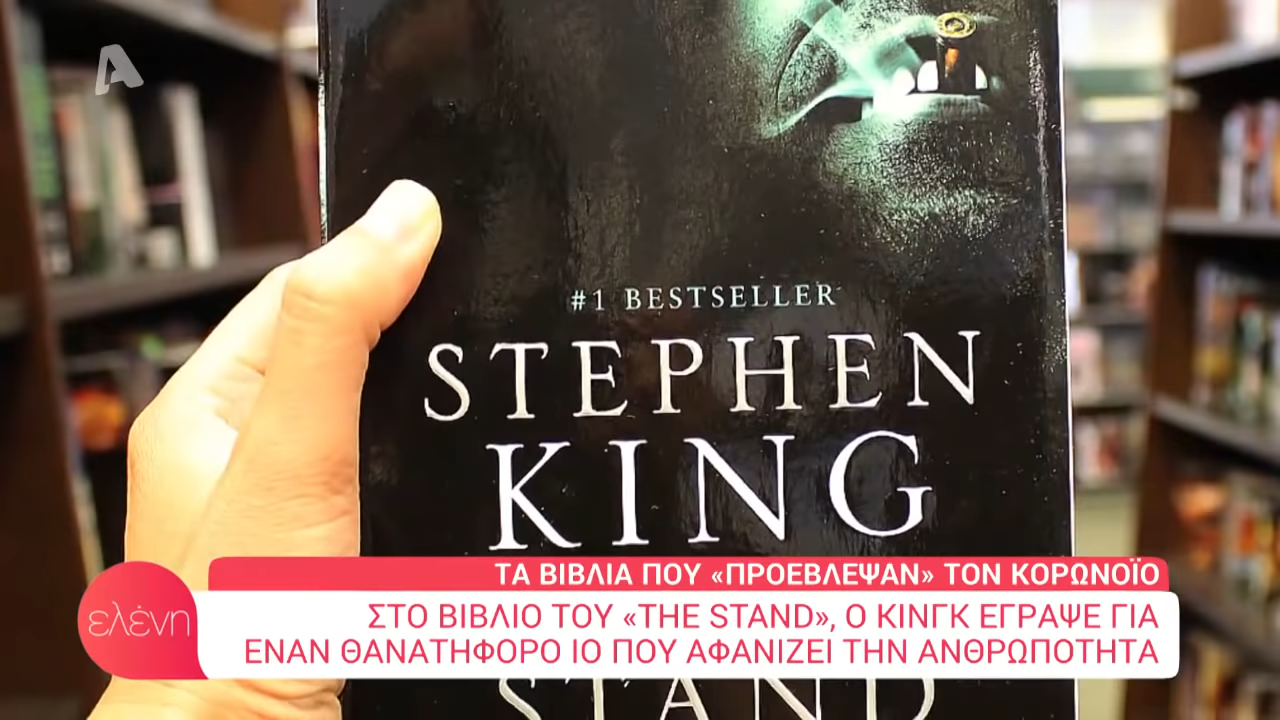 #1 BESTSELLER
STEPHEN
KING
STAND
ΤΑ ΒΙΒΛΙΑ ΠΟΥ «ΠΡΟΕΒΛΕΨΑΝ» ΤΟΝ ΚΟΡΩΝΟΪΟ
ελένη
ΣΤΟ ΒΙΒΛΙΟ ΤΟΥ «THE STAND», Ο ΚΙΝΓΚ ΕΓΡΑΨΕ ΓΙΑ
ΕΝΑΝ ΘΑΝΑΤΗΦΟΡΟ ΙΟ ΠΟΥ ΑΦΑΝΙΖΕΙ ΤΗΝ ΑΝΘΡΩΠΟΤΗΤΑ